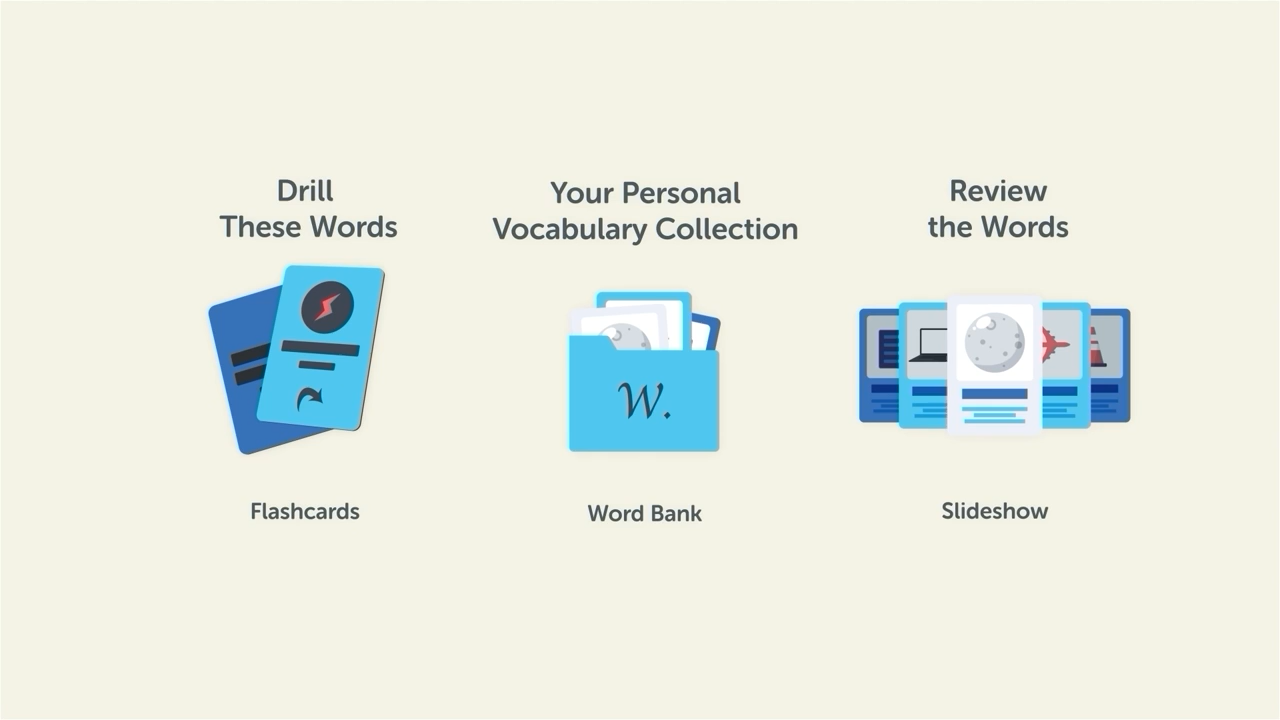 Drill
These Words
Your Personal
Vocabulary Collection
Review
the Words
W.
Flashcards
Word Bank
Slideshow